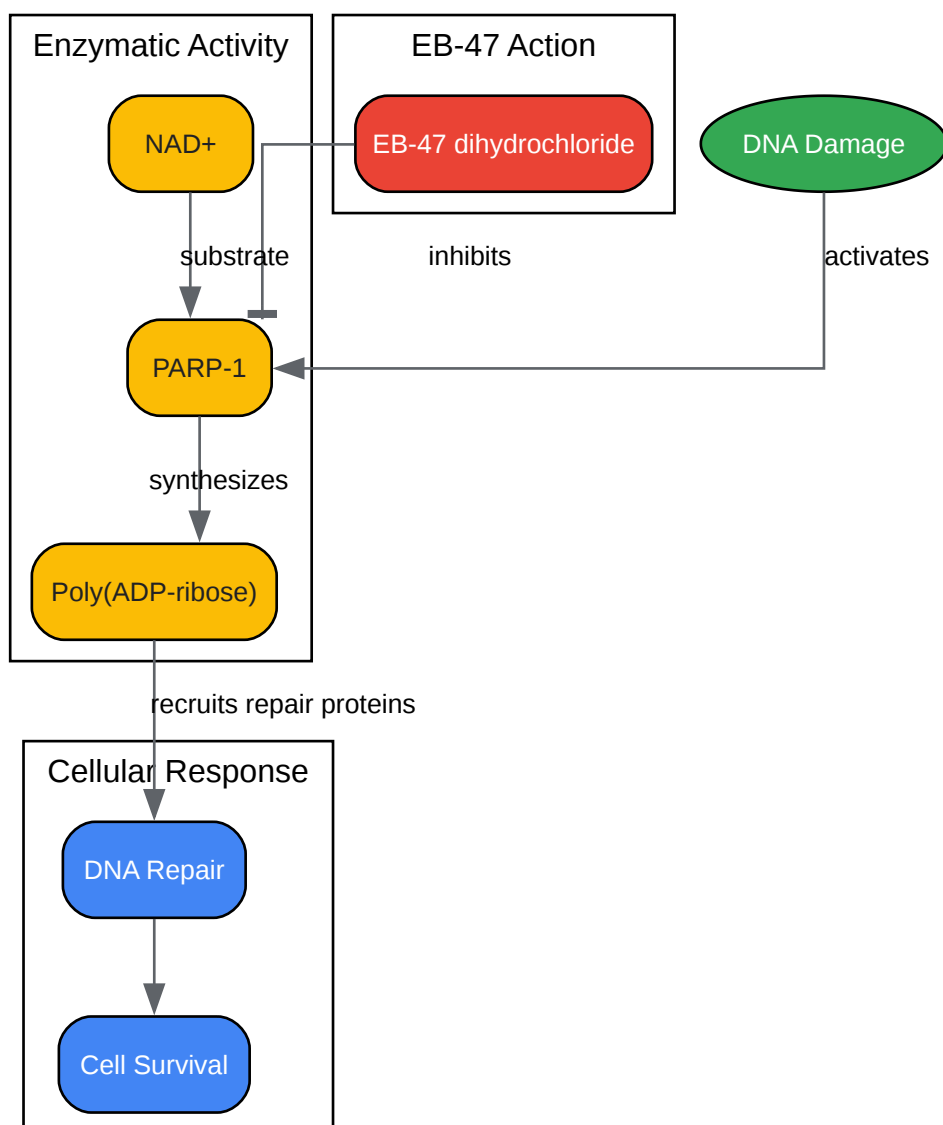 Enzymatic Activity
EB-47 Action
NAD+
EB-47 dihydrochloride
DNA Damage
substrate
inhibits
activates
PARP-1
synthesizes
Poly(ADP-ribose)
recruits repair proteins
Cellular Response
DNA Repair
Cell Survival